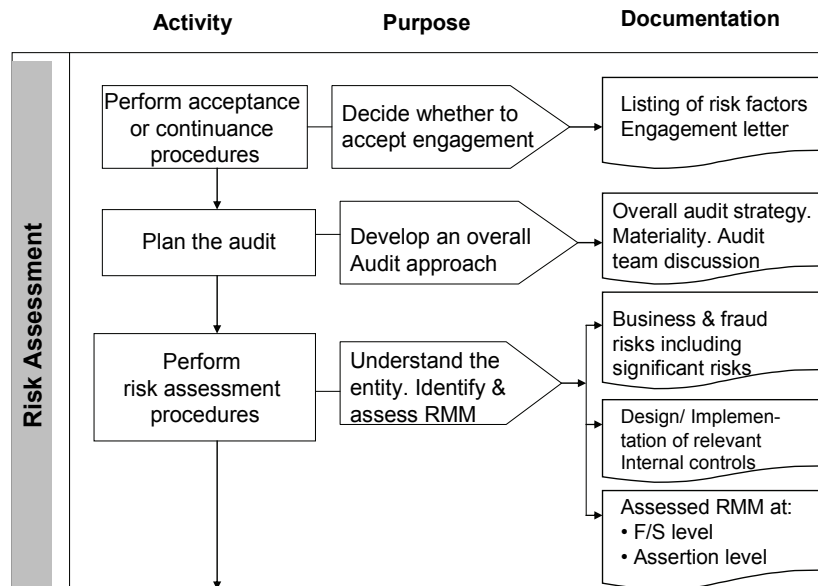 Activity
Purpose
Documentation
Risk Assessment
Perform acceptance
or continuance
procedures
Decide whether to
accept engagement
Listing of risk factors
Engagement letter
Plan the audit
Develop an overall
Audit approach
Overall audit strategy.
Materiality. Audit
team discussion
Perform
risk assessment
procedures
Understand the
entity. Identify &
assess RMM
Business & fraud
risks including
significant risks
Design/ Implemen-
tation of relevant
Internal controls
Assessed RMM at:
• F/S level
• Assertion level